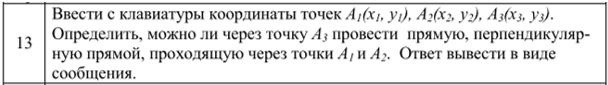 13
Ввести с клавиатуры координаты точек A₁(x₁, y₁), A₂(x₂, y₂), A₃(x₃, y₃).
Определить, можно ли через точку A₃ провести прямую, перпендикуляр-
ную прямой, проходящую через точки A₁ и A₂. Ответ вывести в виде
сообщения.